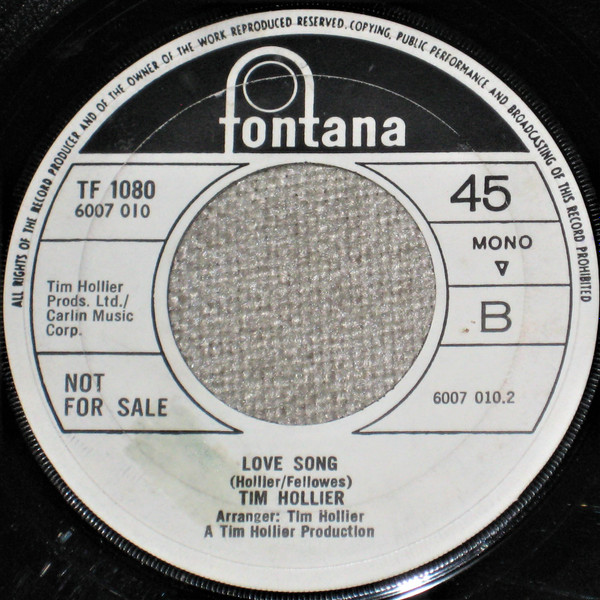 ALL RIGHTS OF THE RECORD PRODUCER AND OF THE OWNER OF THE WORK REPRODUCED RESERVED. COPYING, PUBLIC PERFORMANCE AND BROADCASTING OF THIS RECORD PROHIBITED
fontana
TF 1080
6007 010
45
MONO
Tim Hollier
Prods. Ltd./
Carlin Music
Corp.
B
NOT
FOR SALE
6007 010.2
LOVE SONG
(Hollier/Fellowes)
TIM HOLLIER
Arranger: Tim Hollier
A Tim Hollier Production